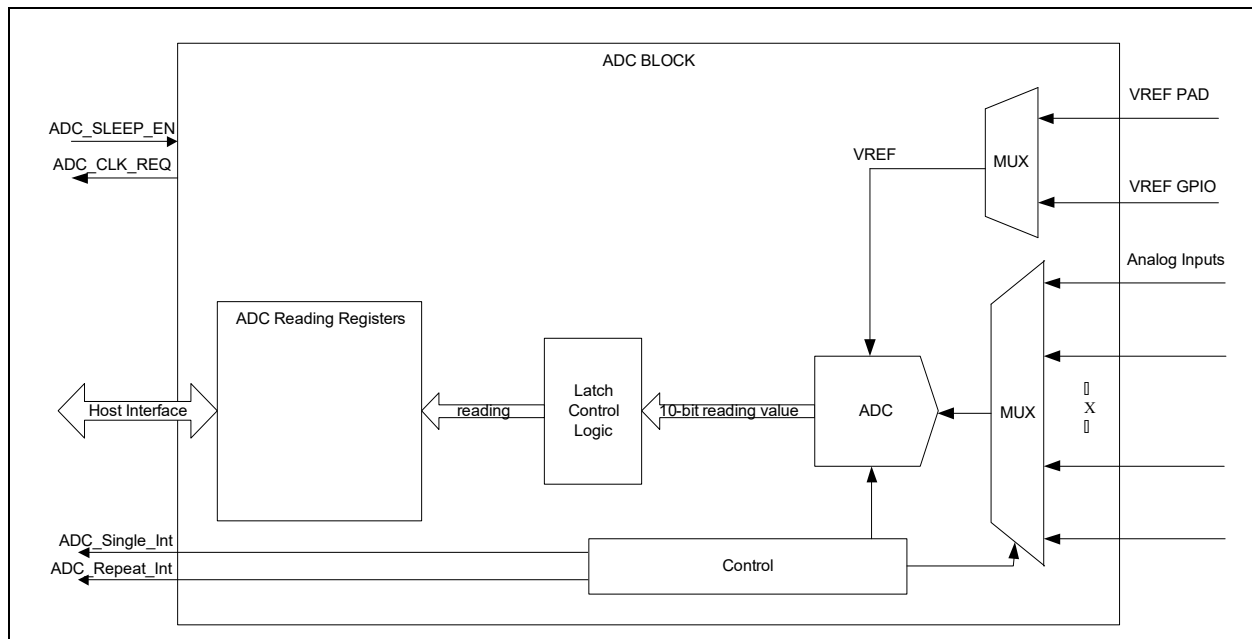 ADC BLOCK
VREF PAD
ADC_SLEEP_EN
ADC_CLK_REQ
VREF
MUX
VREF GPIO
Analog Inputs
ADC Reading Registers
Latch
Control
Logic
Host Interface
reading
10-bit reading value
ADC
MUX
X
ADC_Single_Int
Control
ADC_Repeat_Int